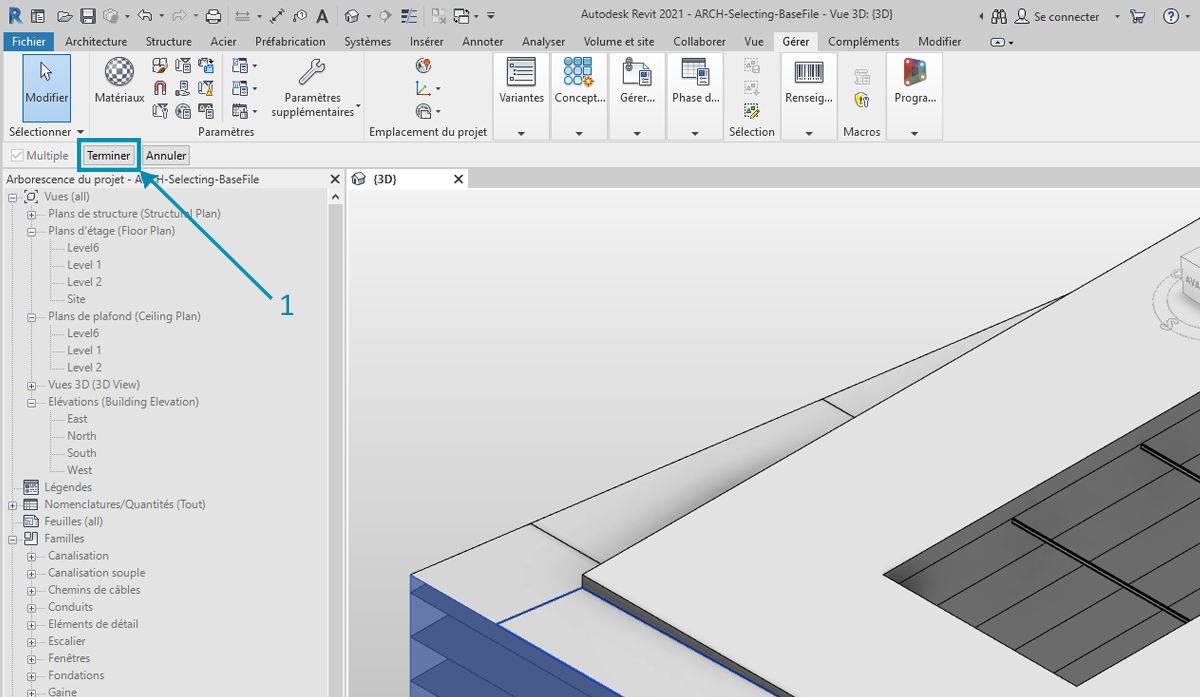 Autodesk Revit 2021 - ARCH-Selecting-BaseFile - Vue 3D: {3D}
Se connecter
Fichier Architecture Structure Acier Préfabrication Systèmes Insérer Annoter Analyser Volume et site Collaborer Vue Gérer Compléments Modifier
Modifier
Matériaux
Paramètres
supplémentaires
Variantes
Concept...
Gérer...
Phase d...
Renseig...
Progra...
Sélectionner
Paramètres
Emplacement du projet
Sélection
Macros
Multiple
Terminer
Annuler
Arborescence du projet - ARCH-Selecting-BaseFile
{3D}
Vues (all)
Plans de structure (Structural Plan)
Plans d'étage (Floor Plan)
Level6
Level 1
Level 2
Site
1
Plans de plafond (Ceiling Plan)
Level6
Level 1
Level 2
Vues 3D (3D View)
Elévations (Building Elevation)
East
North
South
West
Légendes
Nomenclatures/Quantités (Tout)
Feuilles (all)
Familles
Canalisation
Canalisation souple
Chemins de câbles
Conduits
Eléments de détail
Escalier
Fenêtres
Fondations
Gaine